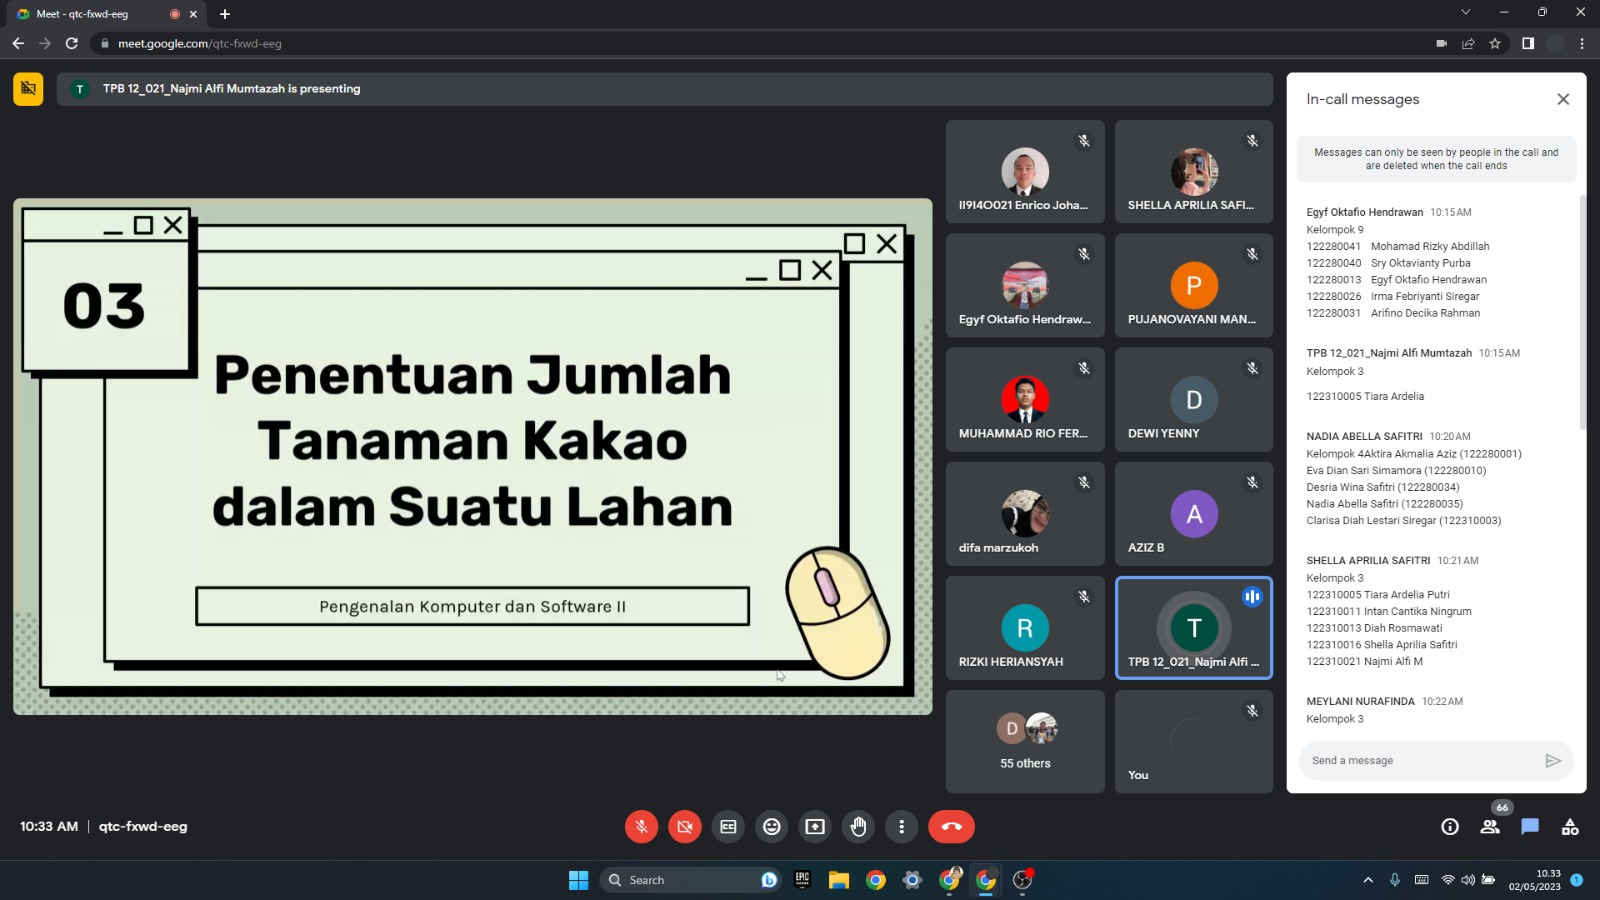 Meet - qtc-fxwd-eeg
meet.google.com/qtc-fxwd-eeg
T
TPB 12_021_Najmi Alfi Mumtazah is presenting
03
Penentuan Jumlah
Tanaman Kakao
dalam Suatu Lahan
Pengenalan Komputer dan Software II
II9I4O021 Enrico Joha...
SHELLA APRILIA SAFI...
Egyf Oktafio Hendraw...
P
PUJANOVAYANI MAN...
MUHAMMAD RIO FER...
D
DEWI YENNY
difa marzukoh
A
AZIZ B
R
RIZKI HERIANSYAH
T
TPB 12_021_Najmi Alfi ...
D
55 others
You
In-call messages
Messages can only be seen by people in the call and
are deleted when the call ends
Egyf Oktafio Hendrawan 10:15 AM
Kelompok 9
122280041 Mohamad Rizky Abdillah
122280040 Sry Oktavianty Purba
122280013 Egyf Oktafio Hendrawan
122280026 Irma Febriyanti Siregar
122280031 Arifino Decika Rahman
TPB 12_021_Najmi Alfi Mumtazah 10:15 AM
Kelompok 3
122310005 Tiara Ardelia
NADIA ABELLA SAFITRI 10:20 AM
Kelompok 4Aktira Akmalia Aziz (122280001)
Eva Dian Sari Simamora (122280010)
Desria Wina Safitri (122280034)
Nadia Abella Safitri (122280035)
Clarisa Diah Lestari Siregar (122310003)
SHELLA APRILIA SAFITRI 10:21 AM
Kelompok 3
122310005 Tiara Ardelia Putri
122310011 Intan Cantika Ningrum
122310013 Diah Rosmawati
122310016 Shella Aprilia Safitri
122310021 Najmi Alfi M
MEYLANI NURAFINDA 10:22 AM
Kelompok 3
Send a message
10:33 AM | qtc-fxwd-eeg
66
Search
EPIC
GAMES
10.33
02/05/2023
1